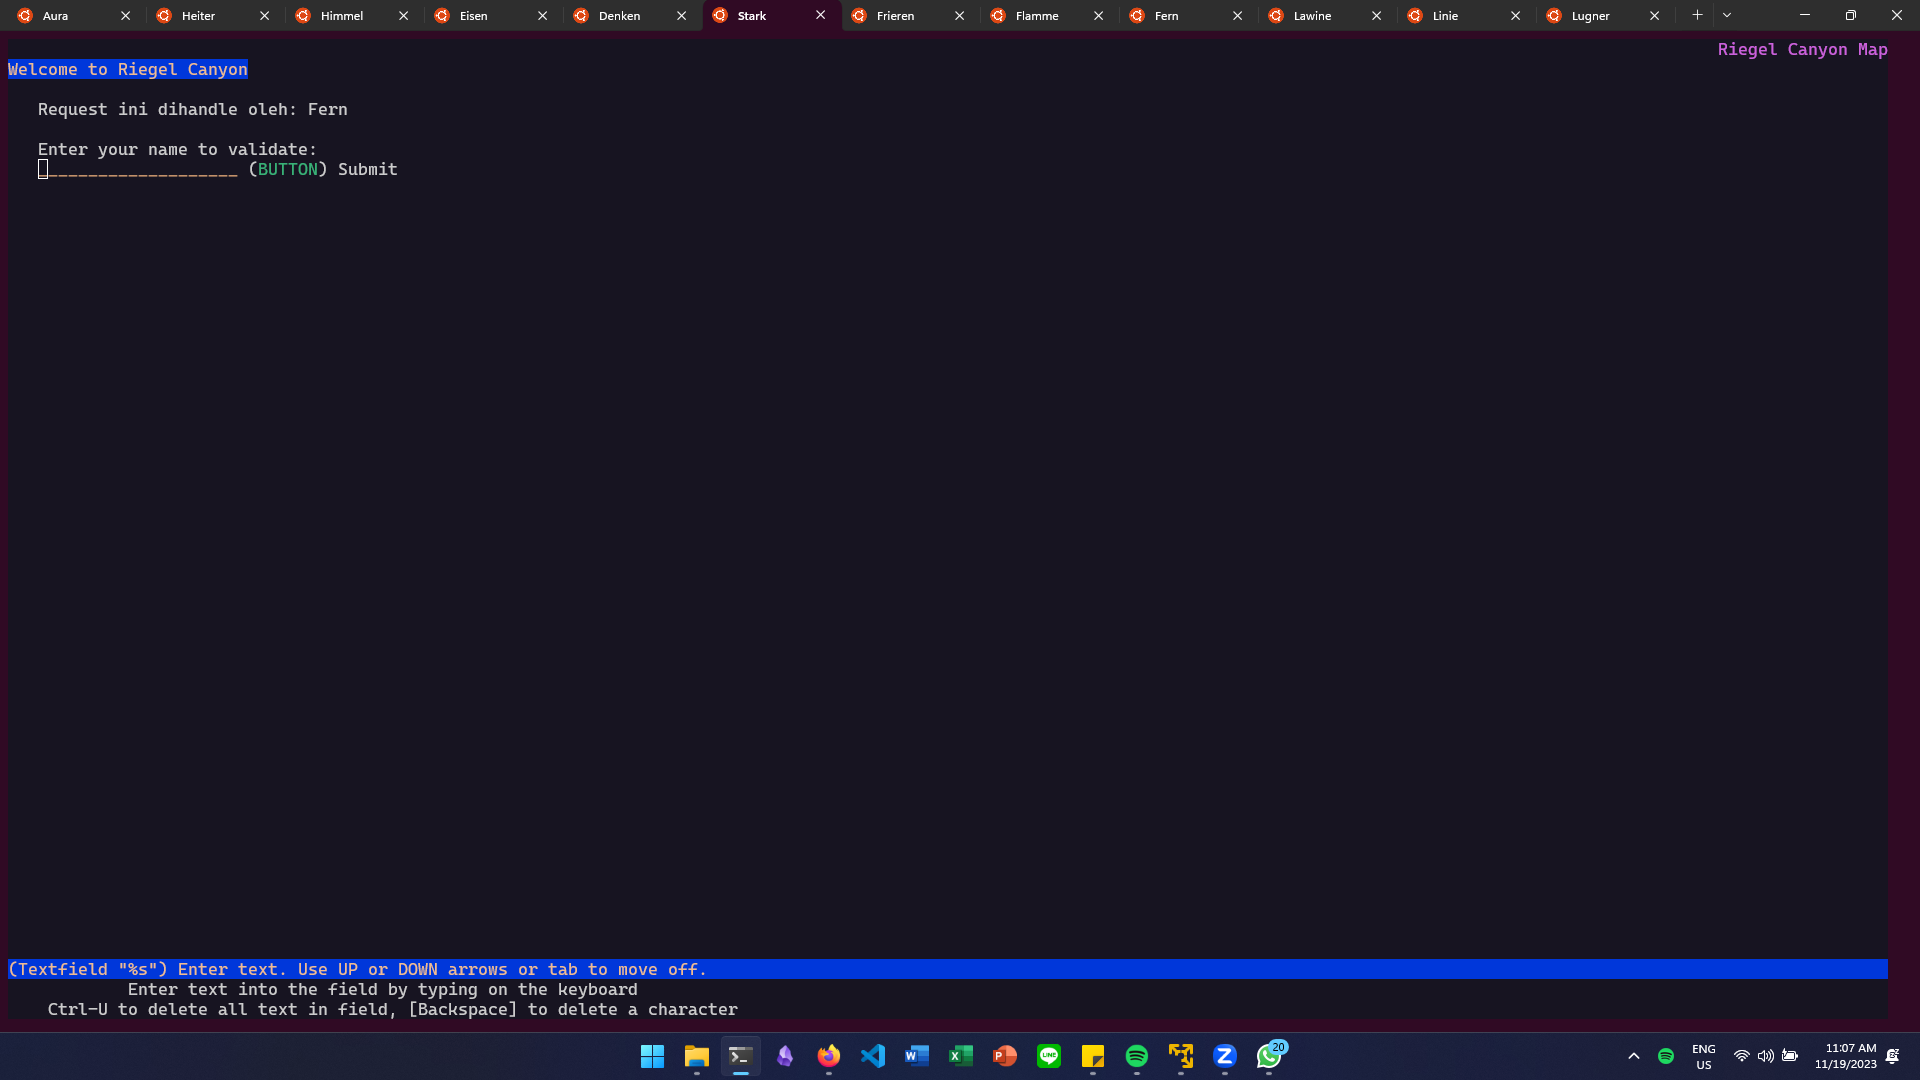 Aura
Heiter
Himmel
Eisen
Denken
Stark
Frieren
Flamme
Fern
Lawine
Linie
Lugner
Riegel Canyon Map
Welcome to Riegel Canyon
Request ini dihandle oleh: Fern
Enter your name to validate:
____________________ (BUTTON) Submit
(Textfield "%s") Enter text. Use UP or DOWN arrows or tab to move off.
Enter text into the field by typing on the keyboard
Ctrl-U to delete all text in field, [Backspace] to delete a character
20
ENG
US
11:07 AM
11/19/2023